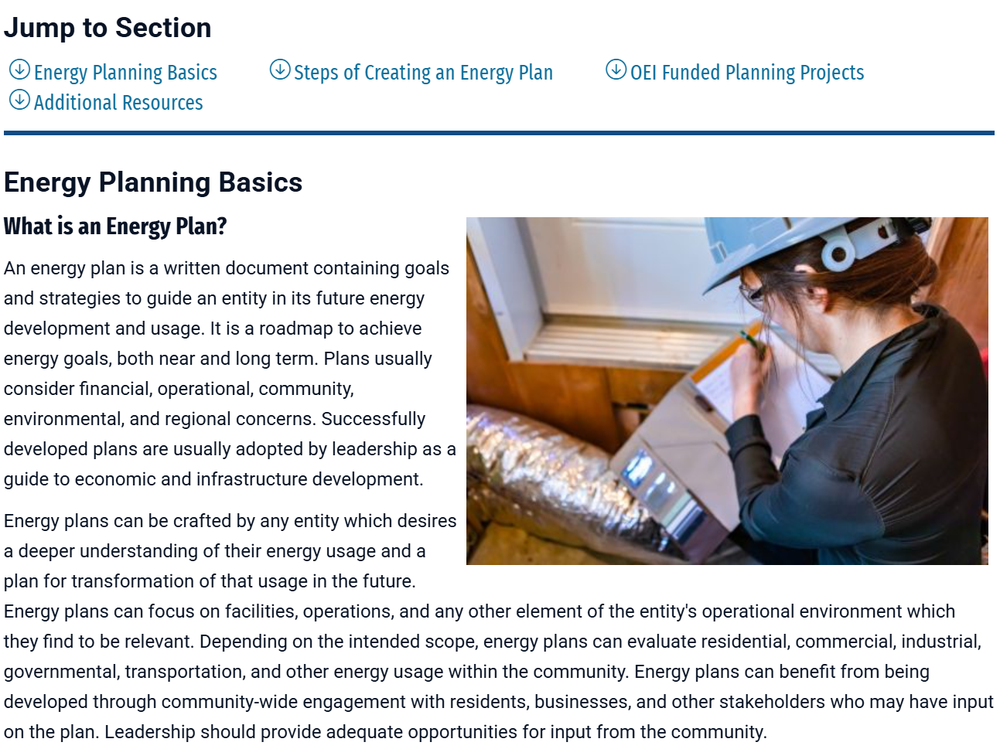 Jump to Section
Energy Planning Basics
Steps of Creating an Energy Plan
OEI Funded Planning Projects
Additional Resources
Energy Planning Basics
What is an Energy Plan?
An energy plan is a written document containing goals
and strategies to guide an entity in its future energy
development and usage. It is a roadmap to achieve
energy goals, both near and long term. Plans usually
consider financial, operational, community,
environmental, and regional concerns. Successfully
developed plans are usually adopted by leadership as a
guide to economic and infrastructure development.
Energy plans can be crafted by any entity which desires
a deeper understanding of their energy usage and a
plan for transformation of that usage in the future.
Energy plans can focus on facilities, operations, and any other element of the entity's operational environment which
they find to be relevant. Depending on the intended scope, energy plans can evaluate residential, commercial, industrial,
governmental, transportation, and other energy usage within the community. Energy plans can benefit from being
developed through community-wide engagement with residents, businesses, and other stakeholders who may have input
on the plan. Leadership should provide adequate opportunities for input from the community.